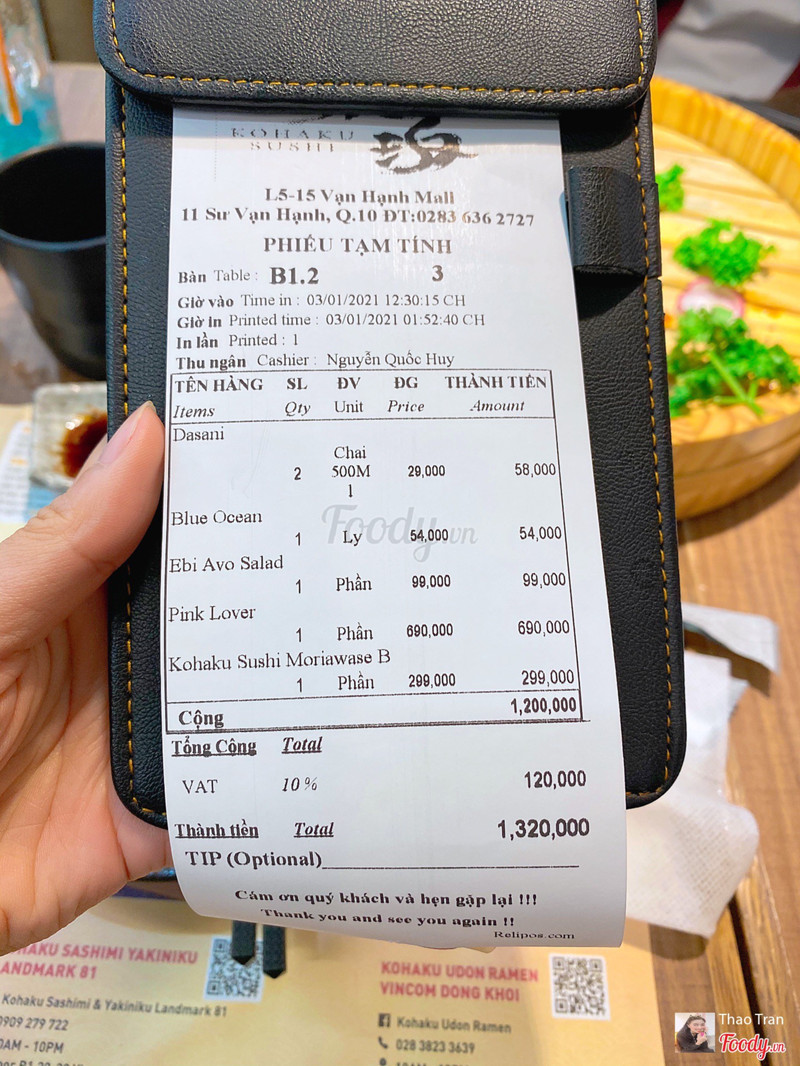 KOHAKU
SUSHI
L5-15 Vạn Hạnh Mall
11 Sư Vạn Hạnh, Q.10 ĐT:0283 636 2727
PHIẾU TẠM TÍNH
Bàn Table : B1.2 3
Giờ vào Time in : 03/01/2021 12:30:15 CH
Giờ in Printed time : 03/01/2021 01:52:40 CH
In lần Printed : 1
Thu ngân Cashier : Nguyễn Quốc Huy
TÊN HÀNG SL ĐV ĐG THÀNH TIỀN
Items Qty Unit Price Amount
Dasani
Chai
2 500M 29,000 58,000
l
Blue Ocean
1 Ly 54,000 54,000
Ebi Avo Salad
1 Phần 99,000 99,000
Pink Lover
1 Phần 690,000 690,000
Kohaku Sushi Moriawase B
1 Phần 299,000 299,000
Cộng 1,200,000
Tổng Cộng Total
VAT 10% 120,000
Thành tiền Total 1,320,000
TIP (Optional)
Cám ơn quý khách và hẹn gặp lại !!!
Thank you and see you again !!
Relipos.com
Foody.vn
HAKU SASHIMI YAKINIKU
ANDMARK 81
Kohaku Sashimi & Yakiniku Landmark 81
0909 279 722
0AM - 10PM
KOHAKU UDON RAMEN
VINCOM DONG KHOI
Kohaku Udon Ramen
028 3823 3639
Thao Tran
Foody.vn